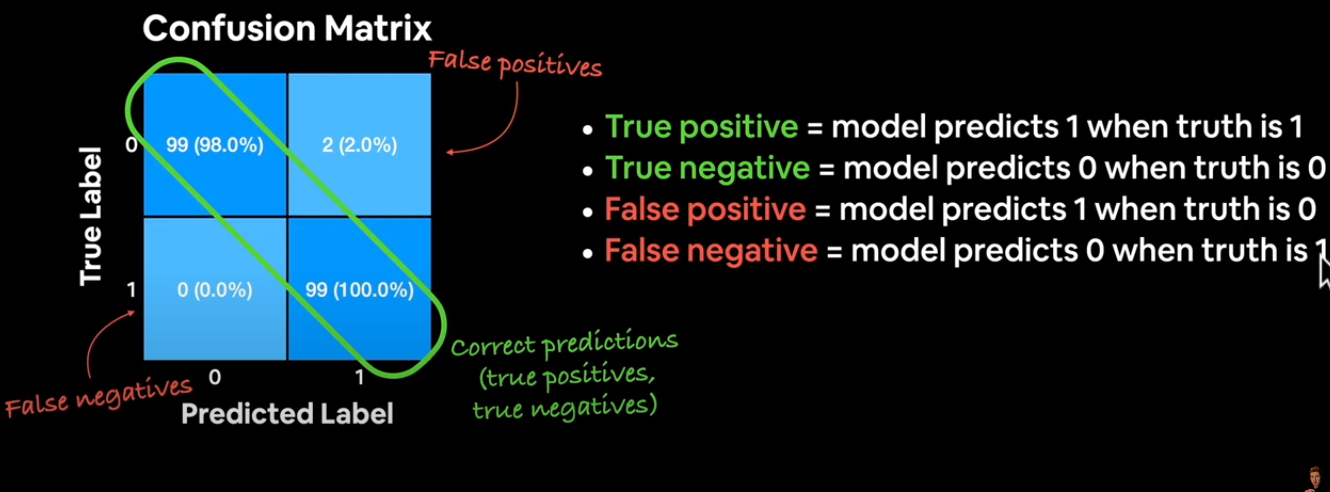 Confusion Matrix
False positives
True Label
0
99 (98.0%)
2 (2.0%)
1
0 (0.0%)
99 (100.0%)
0
1
Predicted Label
False negatives
Correct predictions
(true positives,
true negatives)
• True positive = model predicts 1 when truth is 1
• True negative = model predicts 0 when truth is 0
• False positive = model predicts 1 when truth is 0
• False negative = model predicts 0 when truth is 1